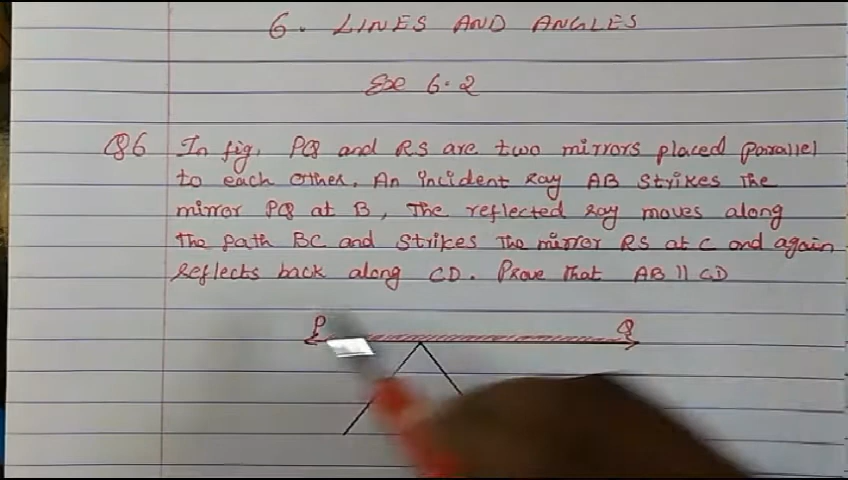 6. LINES AND ANGLES
Exe 6.2
Q6 In fig, PQ and RS are two mirrors placed parallel
to each other. An incident ray AB strikes the
mirror PQ at B, The reflected ray moves along
the path BC and strikes the mirror RS at C and again
reflects back along CD. Prove that AB || CD
P Q